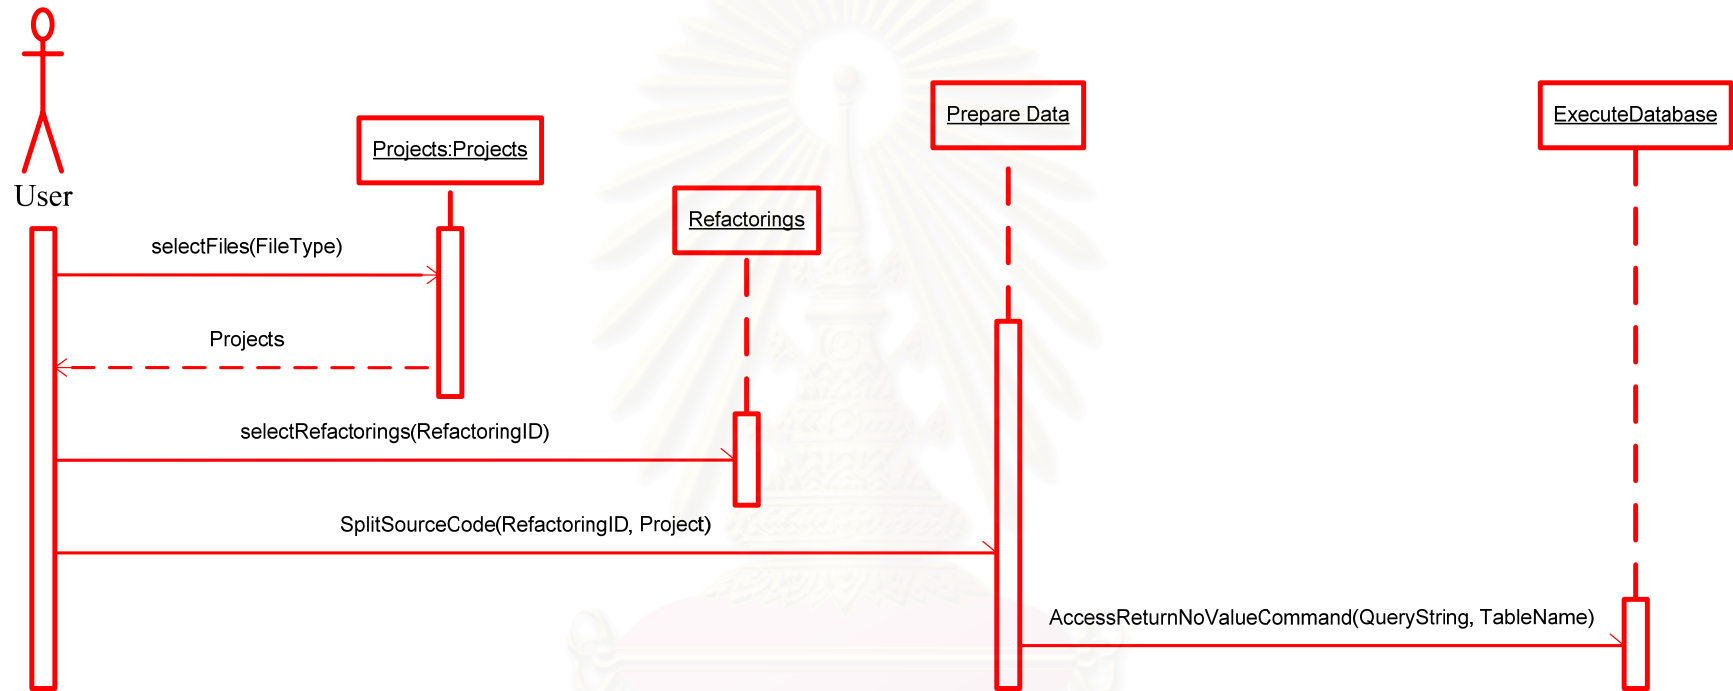 Prepare Data
ExecuteDatabase
Projects:Projects
User
Refactorings
selectFiles(FileType)
Projects
selectRefactorings(RefactoringID)
SplitSourceCode(RefactoringID, Project)
AccessReturnNoValueCommand(QueryString, TableName)